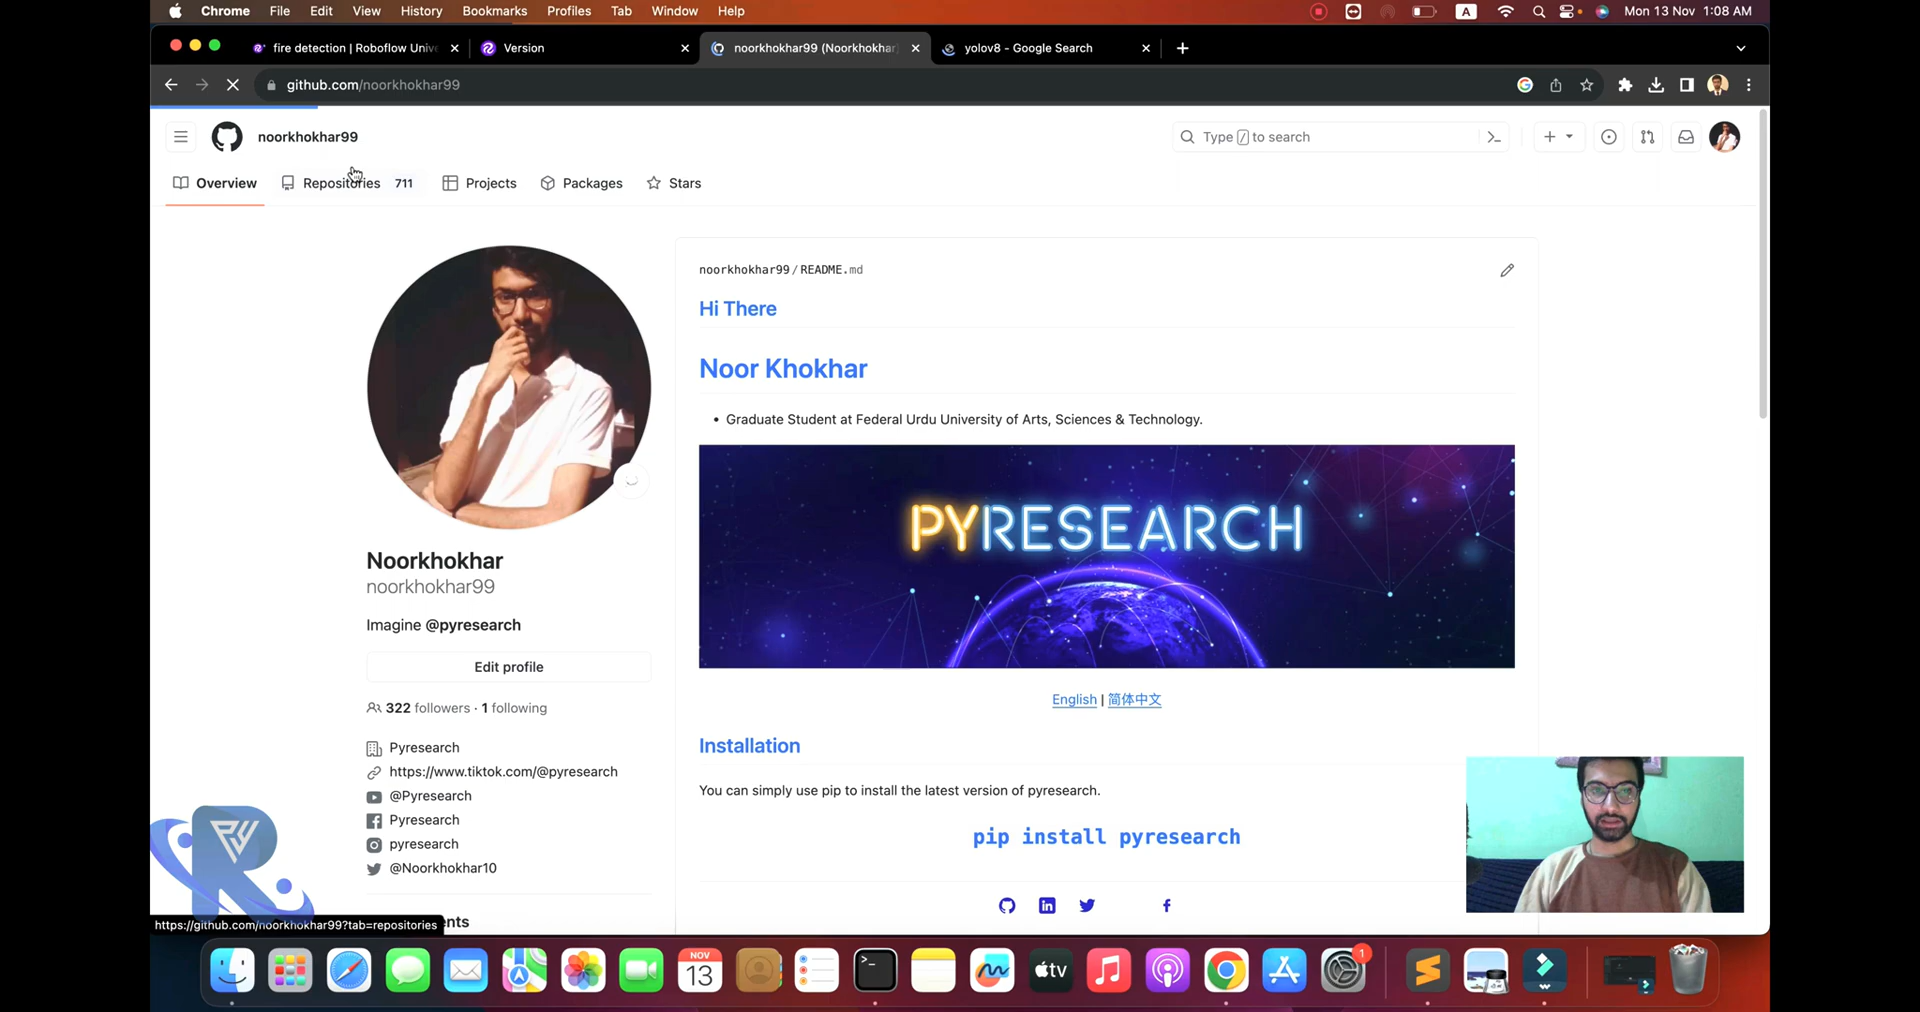 Chrome File Edit View History Bookmarks Profiles Tab Window Help A Mon 13 Nov 1:08 AM
fire detection | Roboflow Unive Version noorkhokhar99 (Noorkhokhar) yolov8 - Google Search
github.com/noorkhokhar99
noorkhokhar99 Type / to search
Overview Repositories 711 Projects Packages Stars
noorkhokhar99/README.md
Hi There
Noor Khokhar
• Graduate Student at Federal Urdu University of Arts, Sciences & Technology.
PYRESEARCH
Noorkhokhar
noorkhokhar99
Imagine @pyresearch
Edit profile
322 followers · 1 following
Pyresearch
https://www.tiktok.com/@pyresearch
@Pyresearch
Pyresearch
pyresearch
@Noorkhokhar10
English | 简体中文
Installation
You can simply use pip to install the latest version of pyresearch.
pip install pyresearch
https://github.com/noorkhokhar99?tab=repositories
NOV
13
tv
1